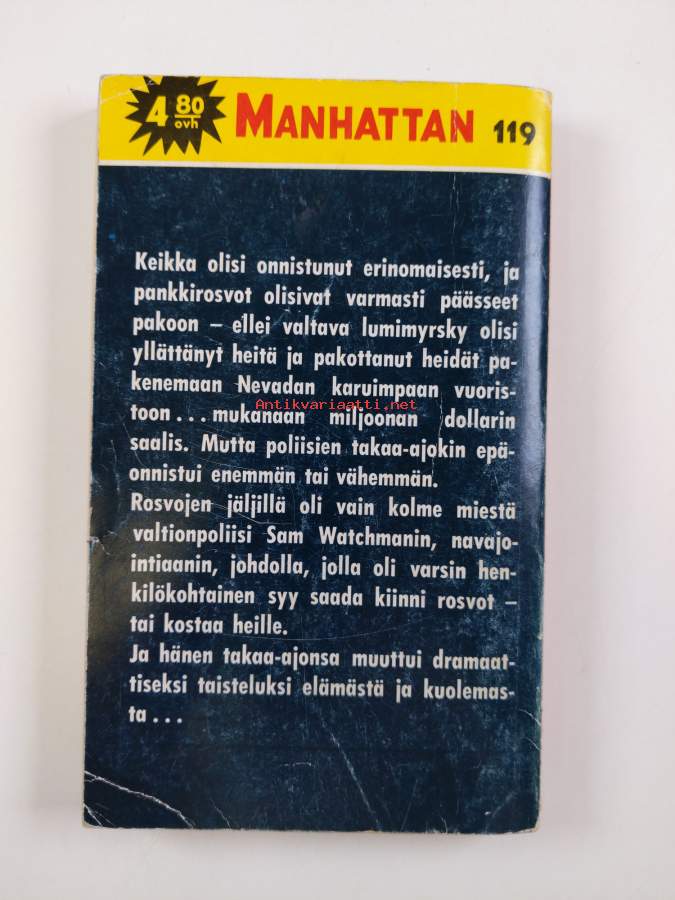 4 80
ovh
MANHATTAN 119
Keikka olisi onnistunut erinomaisesti, ja
pankkirosvot olisivat varmasti päässeet
pakoon – ellei valtava lumimyrsky olisi
yllättänyt heitä ja pakottanut heidät pa-
kenemaan Nevadan karuimpaan vuoris-
Antikvariaatti.net
toon ... mukanaan miljoonan dollarin
saalis. Mutta poliisien takaa-ajokin epä-
onnistui enemmän tai vähemmän.
Rosvojen jäljillä oli vain kolme miestä
valtionpoliisi Sam Watchmanin, navajo-
intiaanin, johdolla, jolla oli varsin hen-
kilökohtainen syy saada kiinni rosvot –
tai kostaa heille.
Ja hänen takaa-ajonsa muuttui dramaat-
tiseksi taisteluksi elämästä ja kuolemas-
ta ...